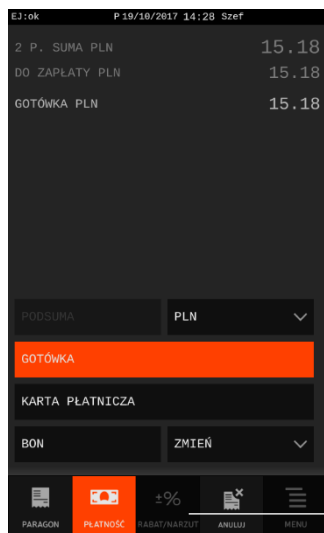 EJ:ok P 19/10/2017 14:28 Szef
2 P. SUMA PLN 15.18
DO ZAPŁATY PLN 15.18
GOTÓWKA PLN 15.18
PODSUMA PLN
GOTÓWKA
KARTA PŁATNICZA
BON ZMIEŃ
±%
PARAGON PŁATNOŚĆ RABAT/NARZUT ANULUJ MENU